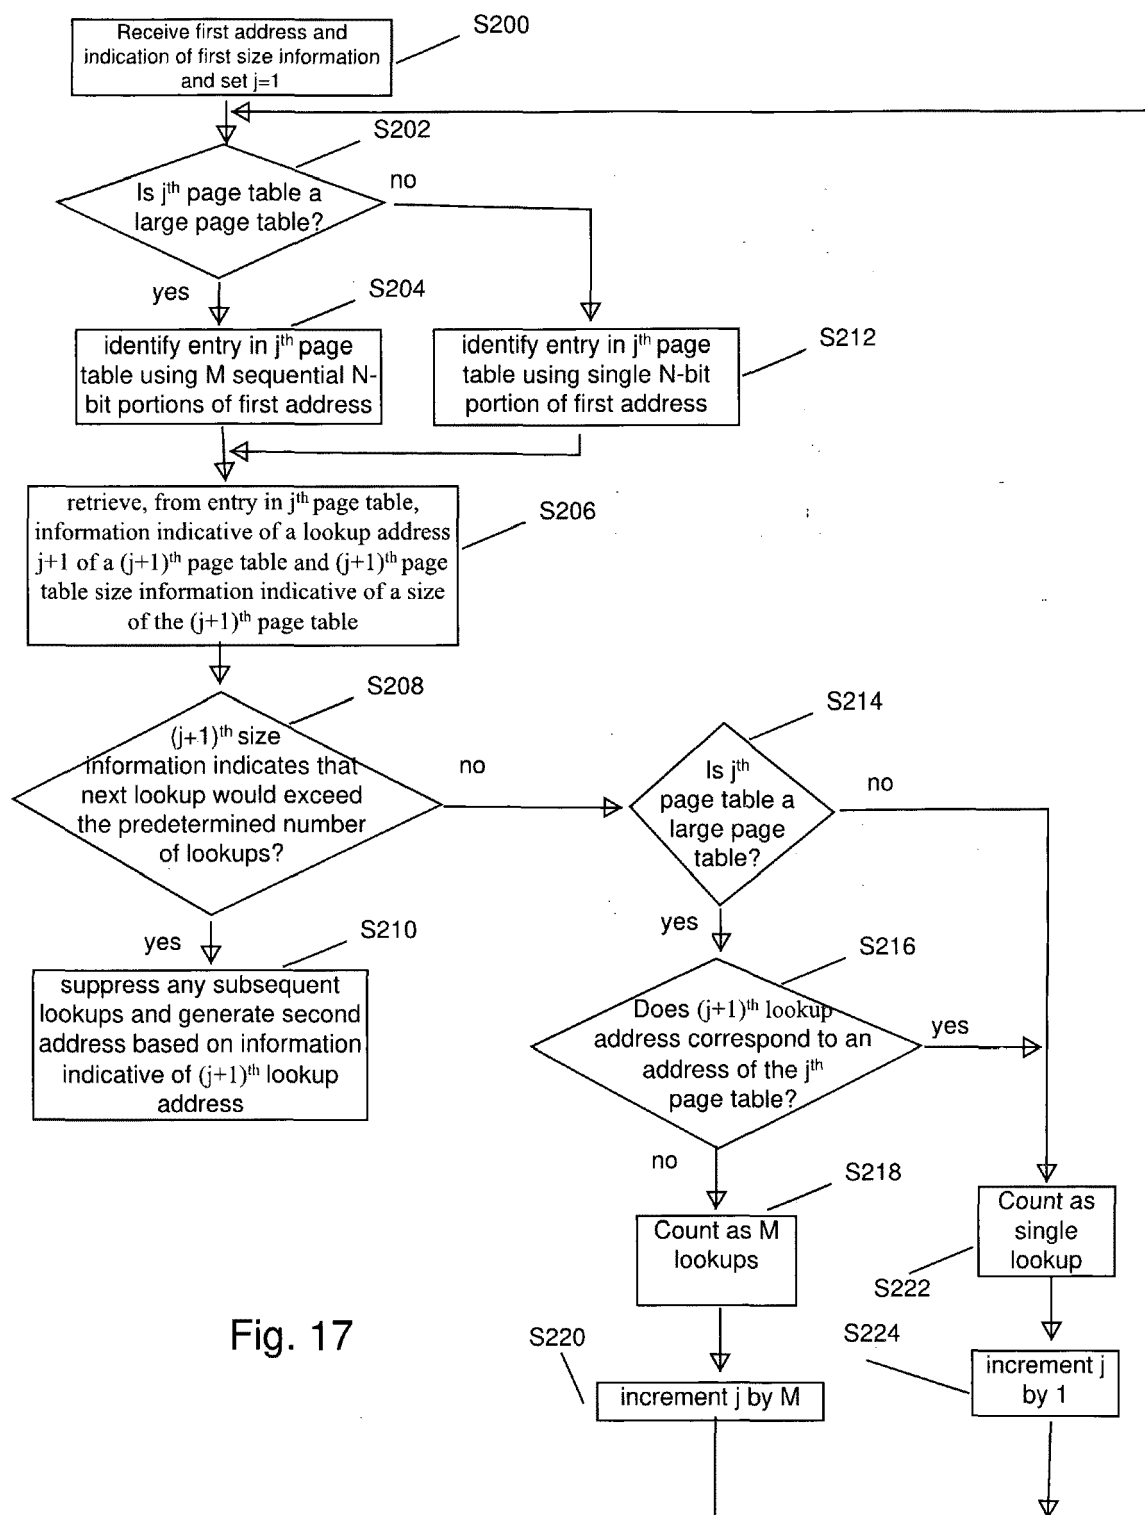 Receive first address and
indication of first size information
and set j=1
S200
S202
Is jth page table a
large page table?
no
yes
S204
identify entry in jth page
table using M sequential N-
bit portions of first address
identify entry in jth page
table using single N-bit
portion of first address
S212
retrieve, from entry in jth page table,
information indicative of a lookup address
j+1 of a (j+1)th page table and (j+1)th page
table size information indicative of a size
of the (j+1)th page table
S206
S208
(j+1)th size
information indicates that
next lookup would exceed
the predetermined number
of lookups?
no
yes
S210
suppress any subsequent
lookups and generate second
address based on information
indicative of (j+1)th lookup
address
S214
Is jth
page table a
large page
table?
no
yes
S216
Does (j+1)th lookup
address correspond to an
address of the jth
page table?
yes
no
S218
Count as M
lookups
Count as
single
lookup
S222
S220
increment j by M
S224
increment j
by 1
Fig. 17